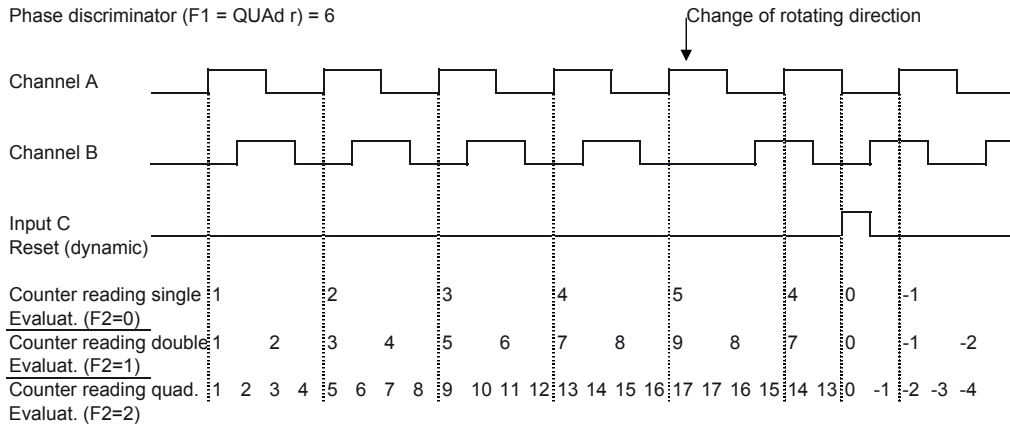 Phase discriminator (F1 = QUAd r) = 6 Change of rotating direction
Channel A
Channel B
Input C
Reset (dynamic)
Counter reading single 1 2 3 4 5 4 0 -1
Evaluat. (F2=0)
Counter reading double 1 2 3 4 5 6 7 8 9 8 7 0 -1 -2
Evaluat. (F2=1)
Counter reading quad. 1 2 3 4 5 6 7 8 9 10 11 12 13 14 15 16 17 17 16 15 14 13 0 -1 -2 -3 -4
Evaluat. (F2=2)